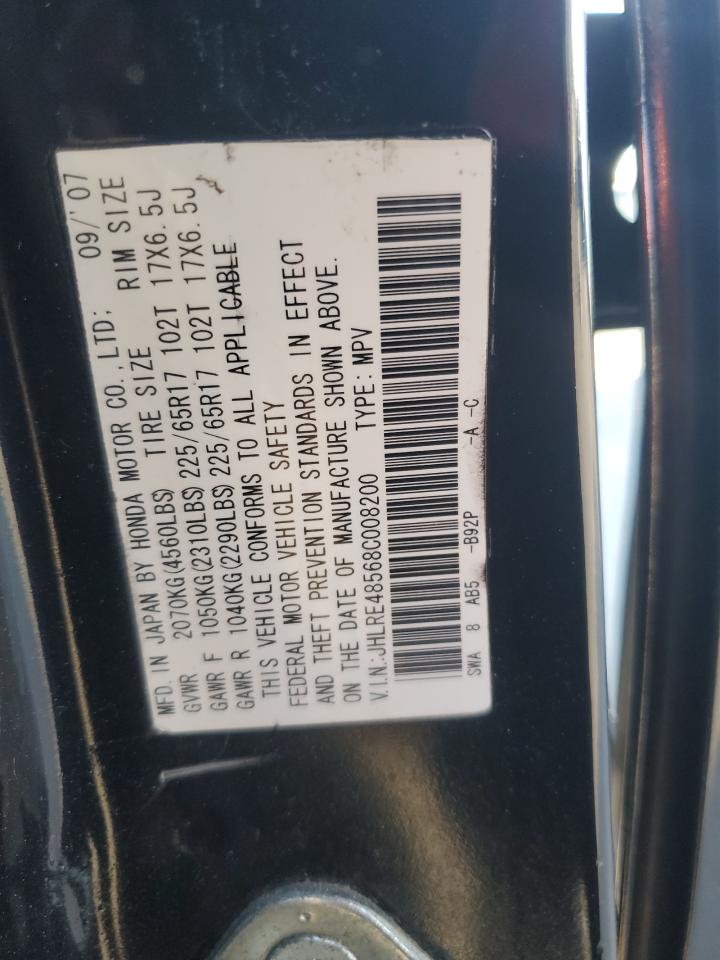 MFD. IN JAPAN BY HONDA MOTOR CO., LTD; 09/'07
GVWR 2070KG(4560LBS) TIRE SIZE RIM SIZE
GAWR F 1050KG(2310LBS) 225/65R17 102T 17X6.5J
GAWR R 1040KG(2290LBS) 225/65R17 102T 17X6.5J
THIS VEHICLE CONFORMS TO ALL APPLICABLE
FEDERAL MOTOR VEHICLE SAFETY
AND THEFT PREVENTION STANDARDS IN EFFECT
ON THE DATE OF MANUFACTURE SHOWN ABOVE.
V.I.N.:JHLRE48568C008200 TYPE: MPV
SWA 8 AB5 -B92P -A -C